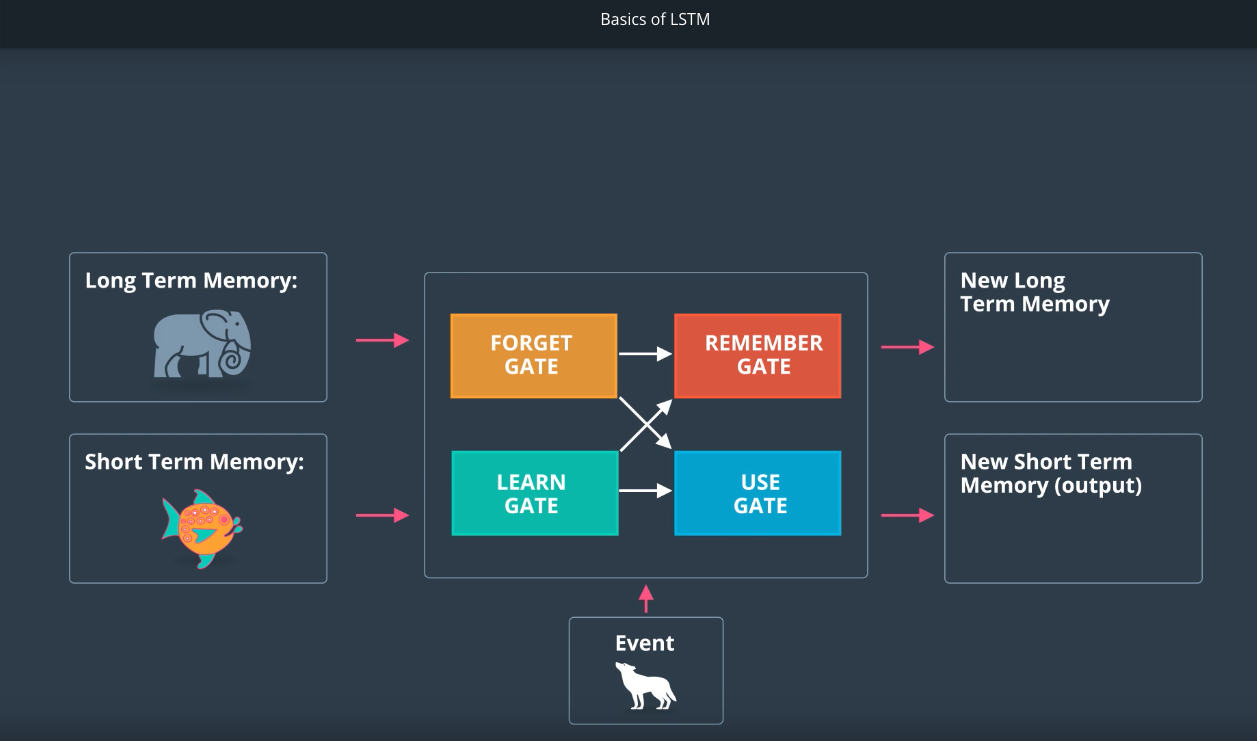 Basics of LSTM
Long Term Memory:
Short Term Memory:
FORGET
GATE
REMEMBER
GATE
LEARN
GATE
USE
GATE
New Long
Term Memory
New Short Term
Memory (output)
Event